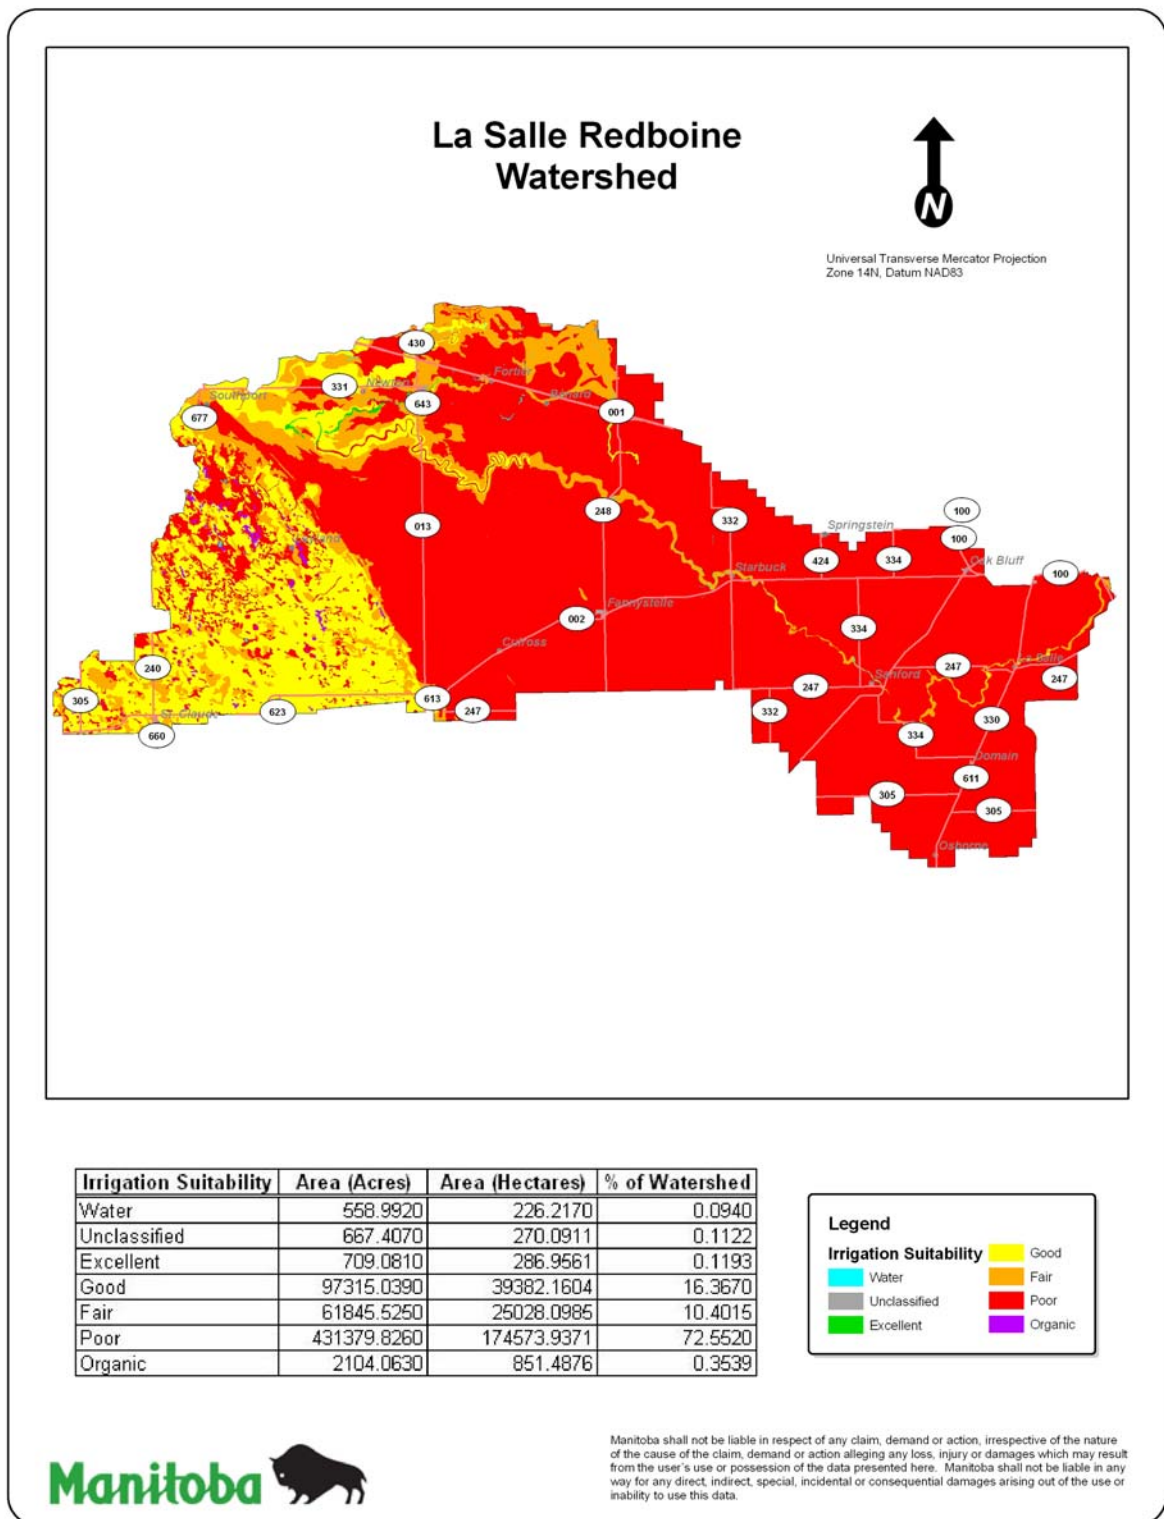 La Salle Redboine
Watershed
N
Universal Transverse Mercator Projection
Zone 14N, Datum NAD83
430
331
Newton
Fortier
Southport
643
Benard
677
001
248
332
100
013
Springstein
100
424
334
Oak Bluff
Starbuck
100
Fannystelle
002
334
Culross
240
247
La Salle
Sanford
247
305
613
247
623
247
332
330
St. Claude
660
334
Domain
611
305
305
Osborne
Irrigation Suitability Area (Acres) Area (Hectares) % of Watershed
Water 558.9920 226.2170 0.0940
Unclassified 667.4070 270.0911 0.1122
Excellent 709.0810 286.9561 0.1193
Good 97315.0390 39382.1604 16.3670
Fair 61845.5250 25028.0985 10.4015
Poor 431379.8260 174573.9371 72.5520
Organic 2104.0630 851.4876 0.3539
Legend
Irrigation Suitability
Water
Unclassified
Excellent
Good
Fair
Poor
Organic
Manitoba
Manitoba shall not be liable in respect of any claim, demand or action, irrespective of the nature
of the cause of the claim, demand or action alleging any loss, injury or damages which may result
from the user's use or possession of the data presented here. Manitoba shall not be liable in any
way for any direct, indirect, special, incidental or consequential damages arising out of the use or
inability to use this data.